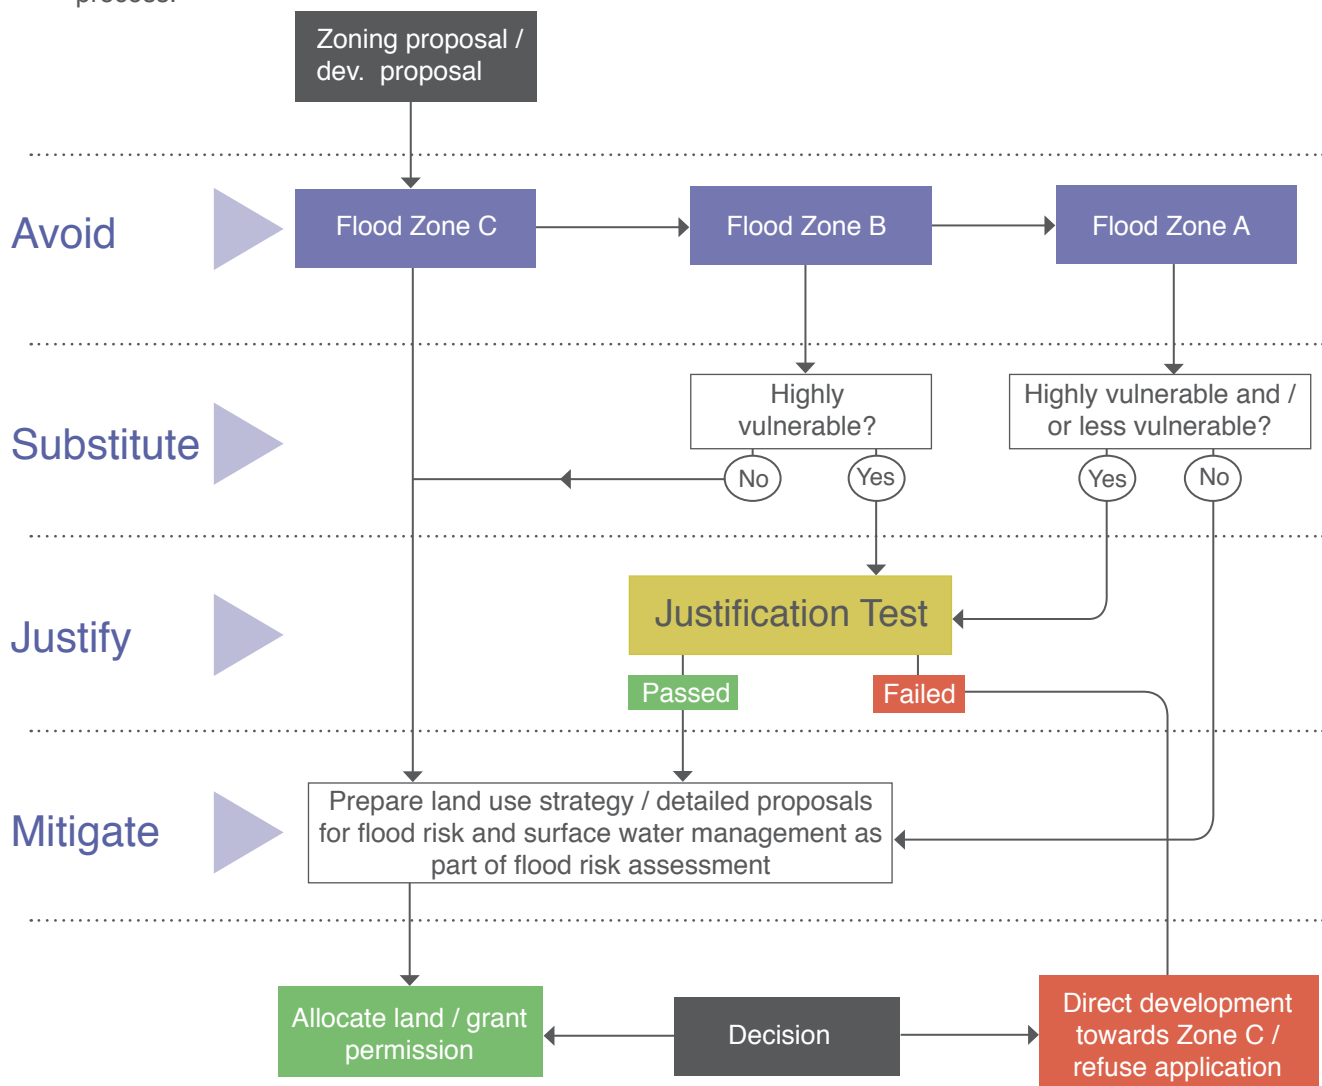 process.
Zoning proposal /
dev. proposal
Avoid
Flood Zone C
Flood Zone B
Flood Zone A
Substitute
Highly
vulnerable?
No
Yes
Highly vulnerable and /
or less vulnerable?
Yes
No
Justify
Justification Test
Passed
Failed
Mitigate
Prepare land use strategy / detailed proposals
for flood risk and surface water management as
part of flood risk assessment
Allocate land / grant
permission
Decision
Direct development
towards Zone C /
refuse application